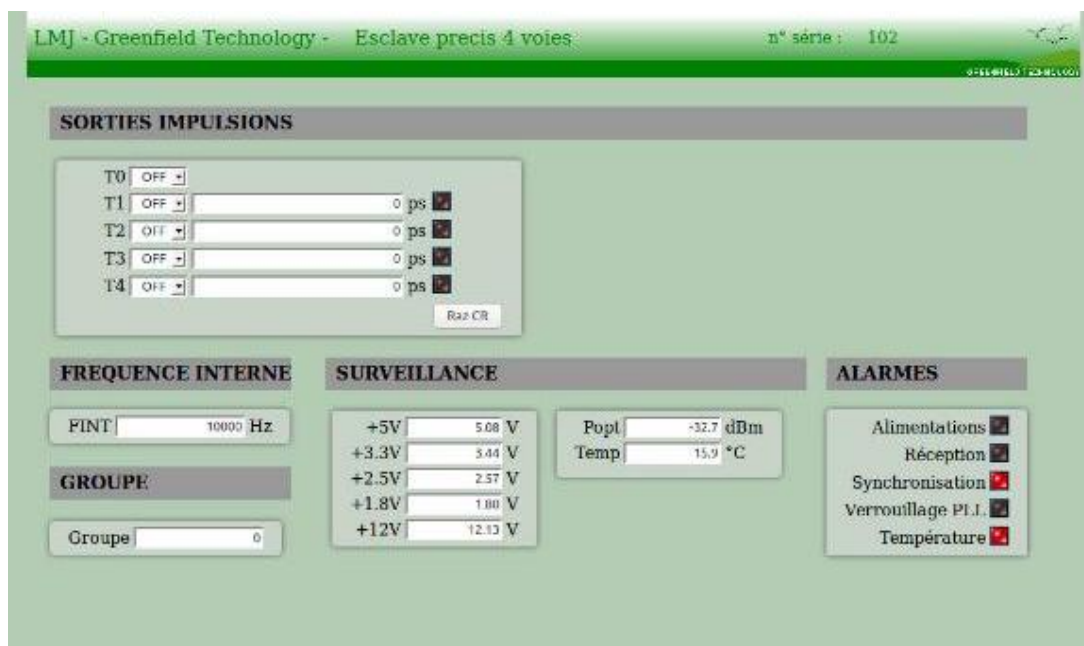 LMJ - Greenfield Technology - Esclave precis 4 voies n° série : 102
GREENFIELD TECHNOLOGY
SORTIES IMPULSIONS
T0 OFF
T1 OFF 0 ps
T2 OFF 0 ps
T3 OFF 0 ps
T4 OFF 0 ps
Raz CR
FREQUENCE INTERNE
FINT 10000 Hz
GROUPE
Groupe 0
SURVEILLANCE
+5V 5.08 V
+3.3V 3.44 V
+2.5V 2.57 V
+1.8V 1.80 V
+12V 12.13 V
Popt -32.7 dBm
Temp 15.9 °C
ALARMES
Alimentations
Réception
Synchronisation
Verrouillage PLL
Température